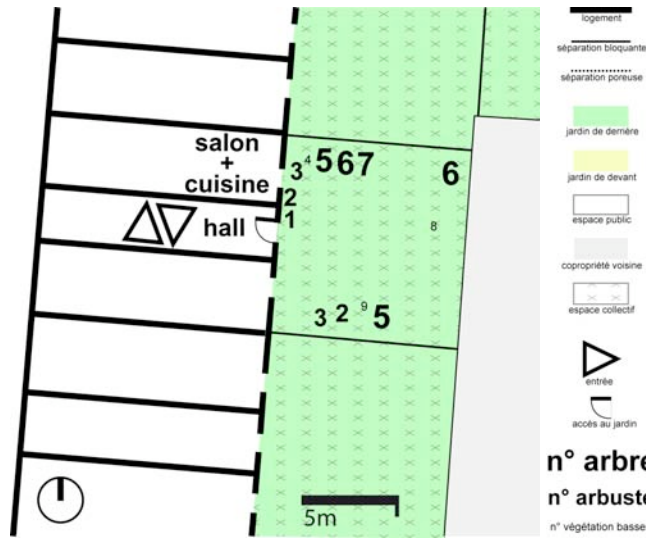 logement
séparation bloquante
séparation poreuse
salon
+
cuisine
3 4 5 6 7
6
2
hall
1
8
3 2 9 5
5m
jardin de derrière
jardin de devant
espace public
copropriété voisine
espace collectif
entrée
accès au jardin
n° arbre
n° arbuste
n° végétation basse